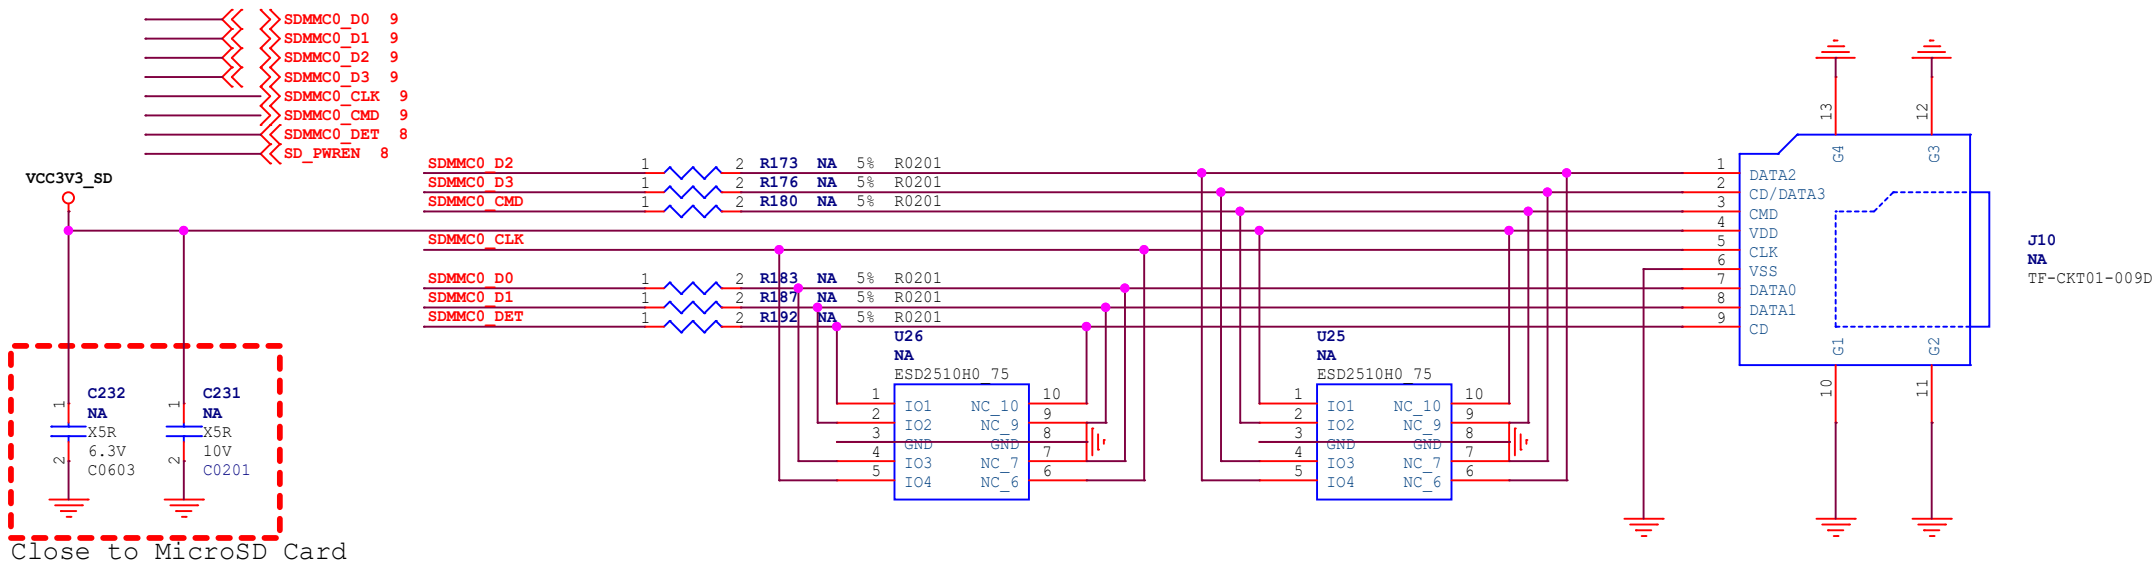 SDMMC0_D0 9
SDMMC0_D1 9
SDMMC0_D2 9
SDMMC0_D3 9
SDMMC0_CLK 9
SDMMC0_CMD 9
SDMMC0_DET 8
SD_PWREN 8
VCC3V3_SD
SDMMC0_D2 1 2 R173 NA 5% R0201
SDMMC0_D3 1 2 R176 NA 5% R0201
SDMMC0_CMD 1 2 R180 NA 5% R0201
SDMMC0_CLK
SDMMC0_D0 1 2 R183 NA 5% R0201
SDMMC0_D1 1 2 R187 NA 5% R0201
SDMMC0_DET 1 2 R192 NA 5% R0201
C232
NA
X5R
6.3V
C0603
1
2
C231
NA
X5R
10V
C0201
1
2
Close to MicroSD Card
U26
NA
ESD2510H0_75
1 IO1 NC_10 10
2 IO2 NC_9 9
3 GND GND 8
4 IO3 NC_7 7
5 IO4 NC_6 6
U25
NA
ESD2510H0_75
1 IO1 NC_10 10
2 IO2 NC_9 9
3 GND GND 8
4 IO3 NC_7 7
5 IO4 NC_6 6
13 12
G4 G3
1 DATA2
2 CD/DATA3
3 CMD
4 VDD
5 CLK
6 VSS
7 DATA0
8 DATA1
9 CD
G1 G2
10 11
J10
NA
TF-CKT01-009D